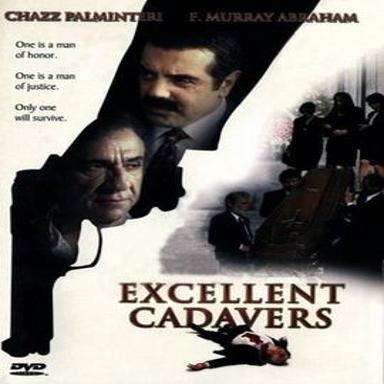 CHAZZ PALMINTERI F. MURRAY ABRAHAM
One is a man
of honor.
One is a man
of justice.
Only one
will survive.
EXCELLENT
CADAVERS
DVD